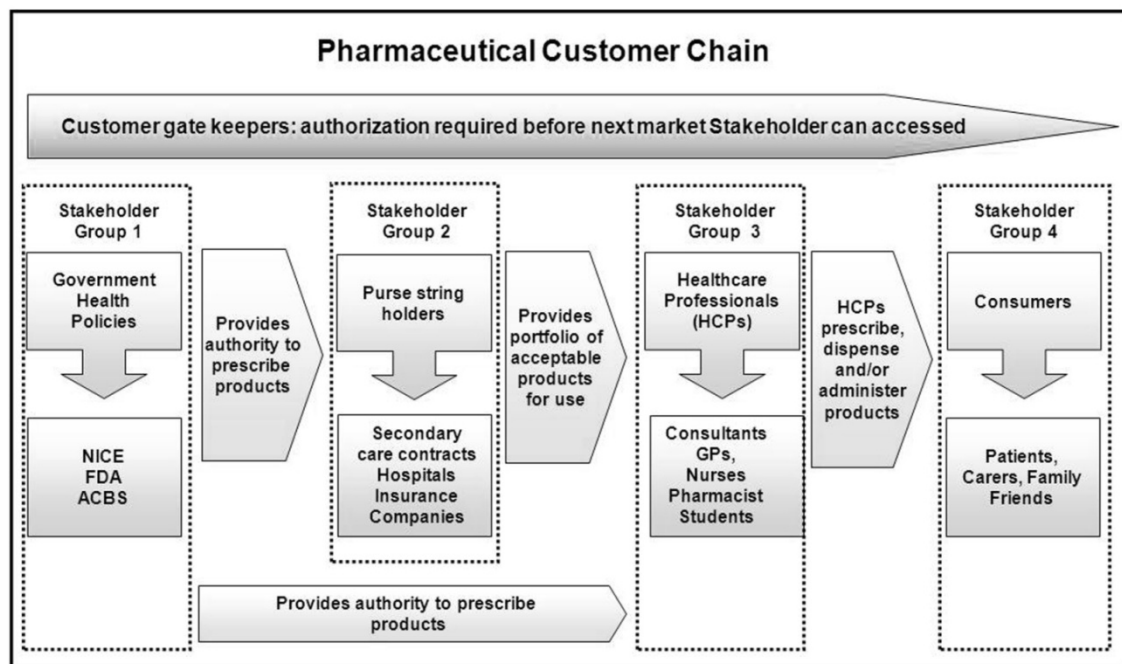 Pharmaceutical Customer Chain
Customer gate keepers: authorization required before next market Stakeholder can accessed
Stakeholder
Group 1
Government
Health
Policies
NICE
FDA
ACBS
Provides
authority to
prescribe
products
Stakeholder
Group 2
Purse string
holders
Secondary
care contracts
Hospitals
Insurance
Companies
Provides
portfolio of
acceptable
products
for use
Stakeholder
Group 3
Healthcare
Professionals
(HCPs)
Consultants
GPs,
Nurses
Pharmacist
Students
HCPs
prescribe,
dispense
and/or
administer
products
Stakeholder
Group 4
Consumers
Patients,
Carers, Family
Friends
Provides authority to prescribe
products